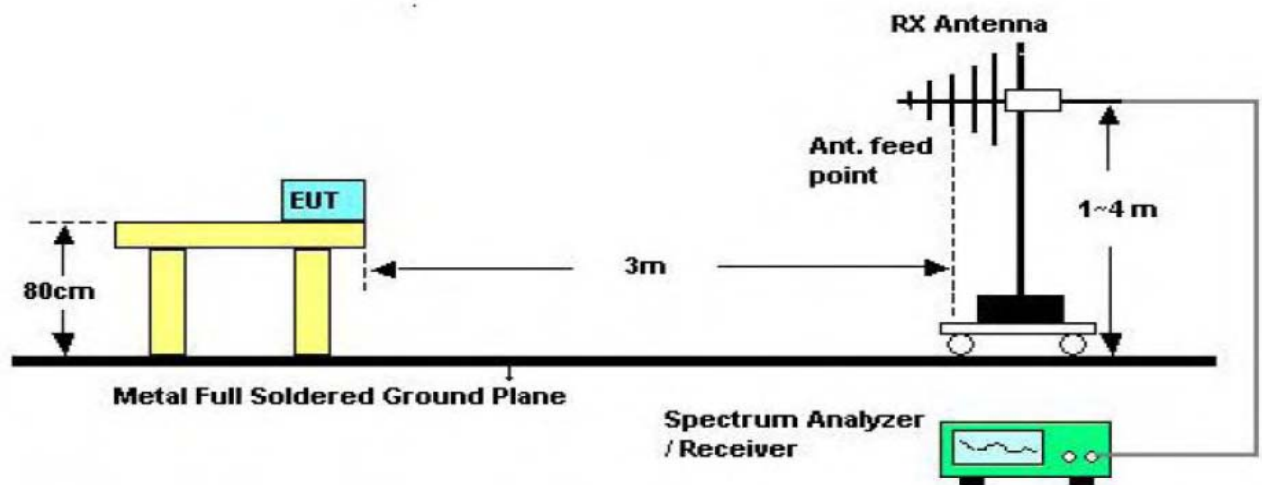 RX Antenna
Ant. feed
point
EUT
1~4 m
3m
80cm
Metal Full Soldered Ground Plane
Spectrum Analyzer
/ Receiver